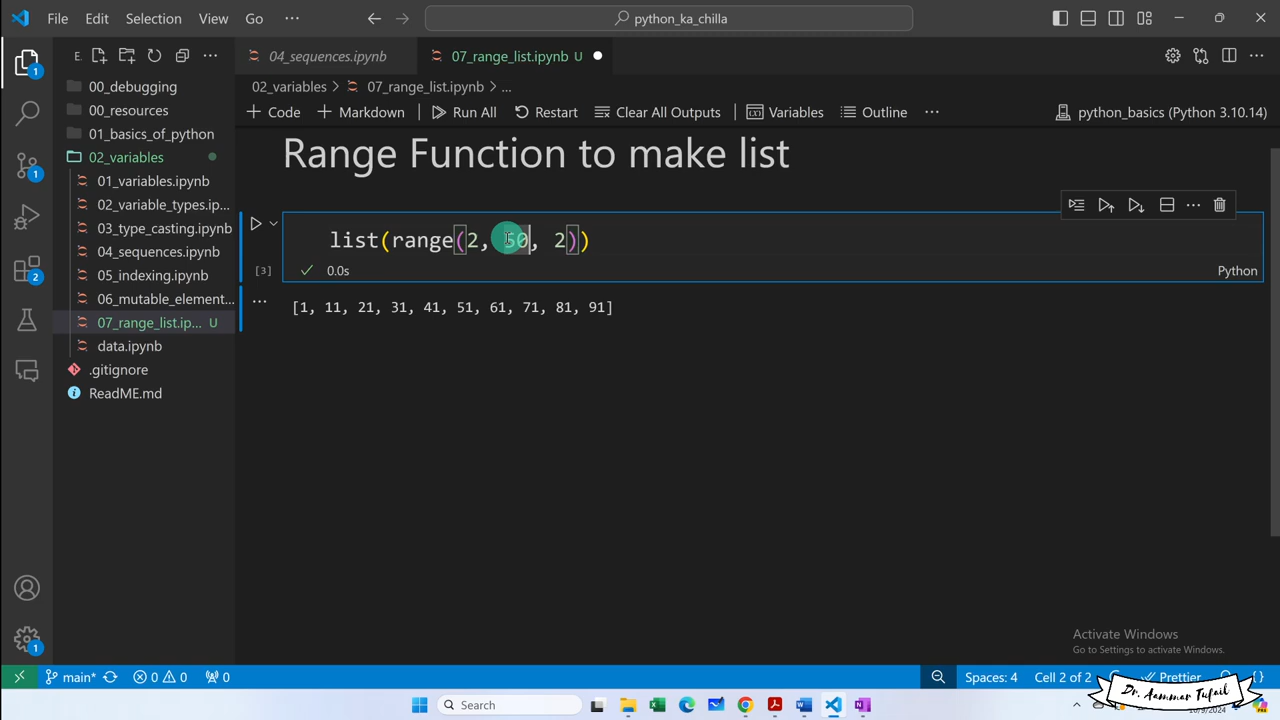 File Edit Selection View Go ··· python_ka_chilla
E. 04_sequences.ipynb 07_range_list.ipynb U
00_debugging
00_resources
01_basics_of_python
02_variables
01_variables.ipynb
02_variable_types.ip...
03_type_casting.ipynb
04_sequences.ipynb
05_indexing.ipynb
06_mutable_element...
07_range_list.ip... U
data.ipynb
.gitignore
ReadME.md
02_variables > 07_range_list.ipynb > ...
+ Code + Markdown Run All Restart Clear All Outputs Variables Outline ··· python_basics (Python 3.10.14)
Range Function to make list
list(range(2, 50, 2))
[3] 0.0s Python
[1, 11, 21, 31, 41, 51, 61, 71, 81, 91]
Activate Windows
Go to Settings to activate Windows.
main* 0 0 0 Spaces: 4 Cell 2 of 2 Prettier
Dr. Aammar Tufail
Search